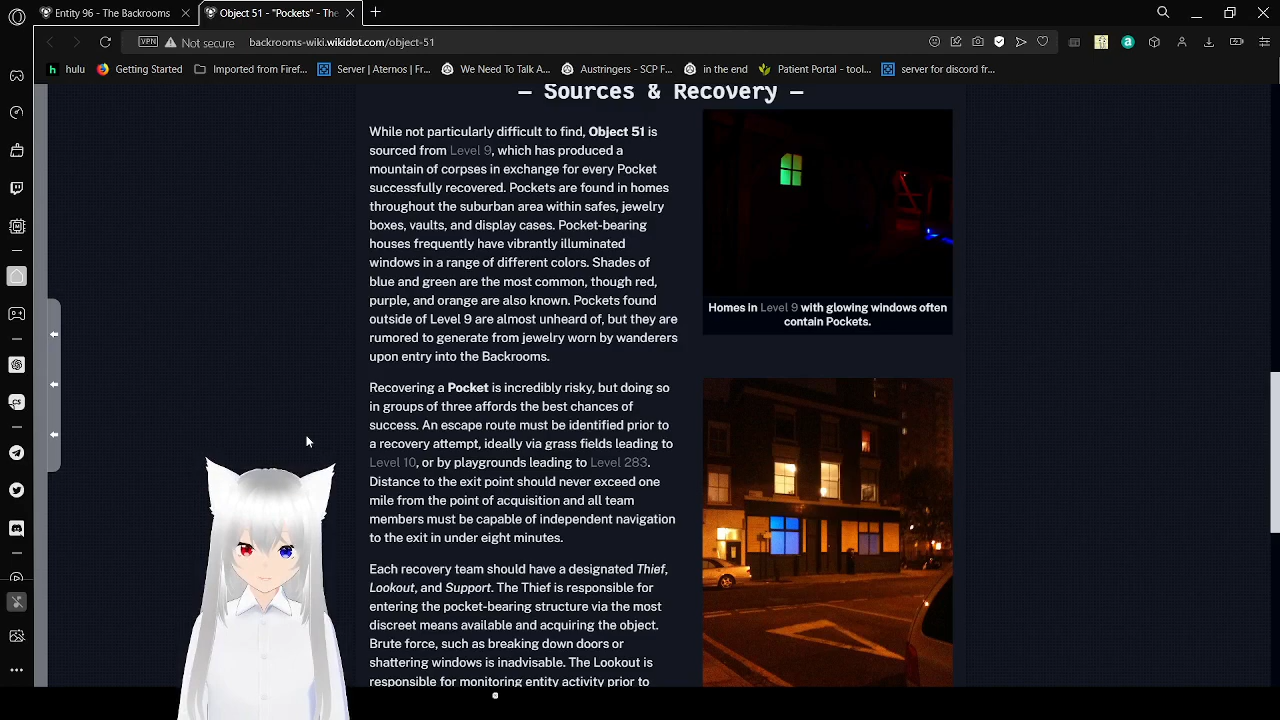 Entity 96 - The Backrooms
Object 51 - "Pockets" - The
VPN
Not secure
backrooms-wiki.wikidot.com/object-51
hulu
Getting Started
Imported from Firef...
Server | Aternos | Fr...
We Need To Talk A...
Austringers - SCP F...
in the end
Patient Portal - tool...
server for discord fr...
— Sources & Recovery —
While not particularly difficult to find, Object 51 is
sourced from Level 9, which has produced a
mountain of corpses in exchange for every Pocket
successfully recovered. Pockets are found in homes
throughout the suburban area within safes, jewelry
boxes, vaults, and display cases. Pocket-bearing
houses frequently have vibrantly illuminated
windows in a range of different colors. Shades of
blue and green are the most common, though red,
purple, and orange are also known. Pockets found
outside of Level 9 are almost unheard of, but they are
rumored to generate from jewelry worn by wanderers
upon entry into the Backrooms.
Homes in Level 9 with glowing windows often
contain Pockets.
Recovering a Pocket is incredibly risky, but doing so
in groups of three affords the best chances of
success. An escape route must be identified prior to
a recovery attempt, ideally via grass fields leading to
Level 10, or by playgrounds leading to Level 283.
Distance to the exit point should never exceed one
mile from the point of acquisition and all team
members must be capable of independent navigation
to the exit in under eight minutes.
Each recovery team should have a designated Thief,
Lookout, and Support. The Thief is responsible for
entering the pocket-bearing structure via the most
discreet means available and acquiring the object.
Brute force, such as breaking down doors or
shattering windows is inadvisable. The Lookout is
responsible for monitoring entity activity prior to